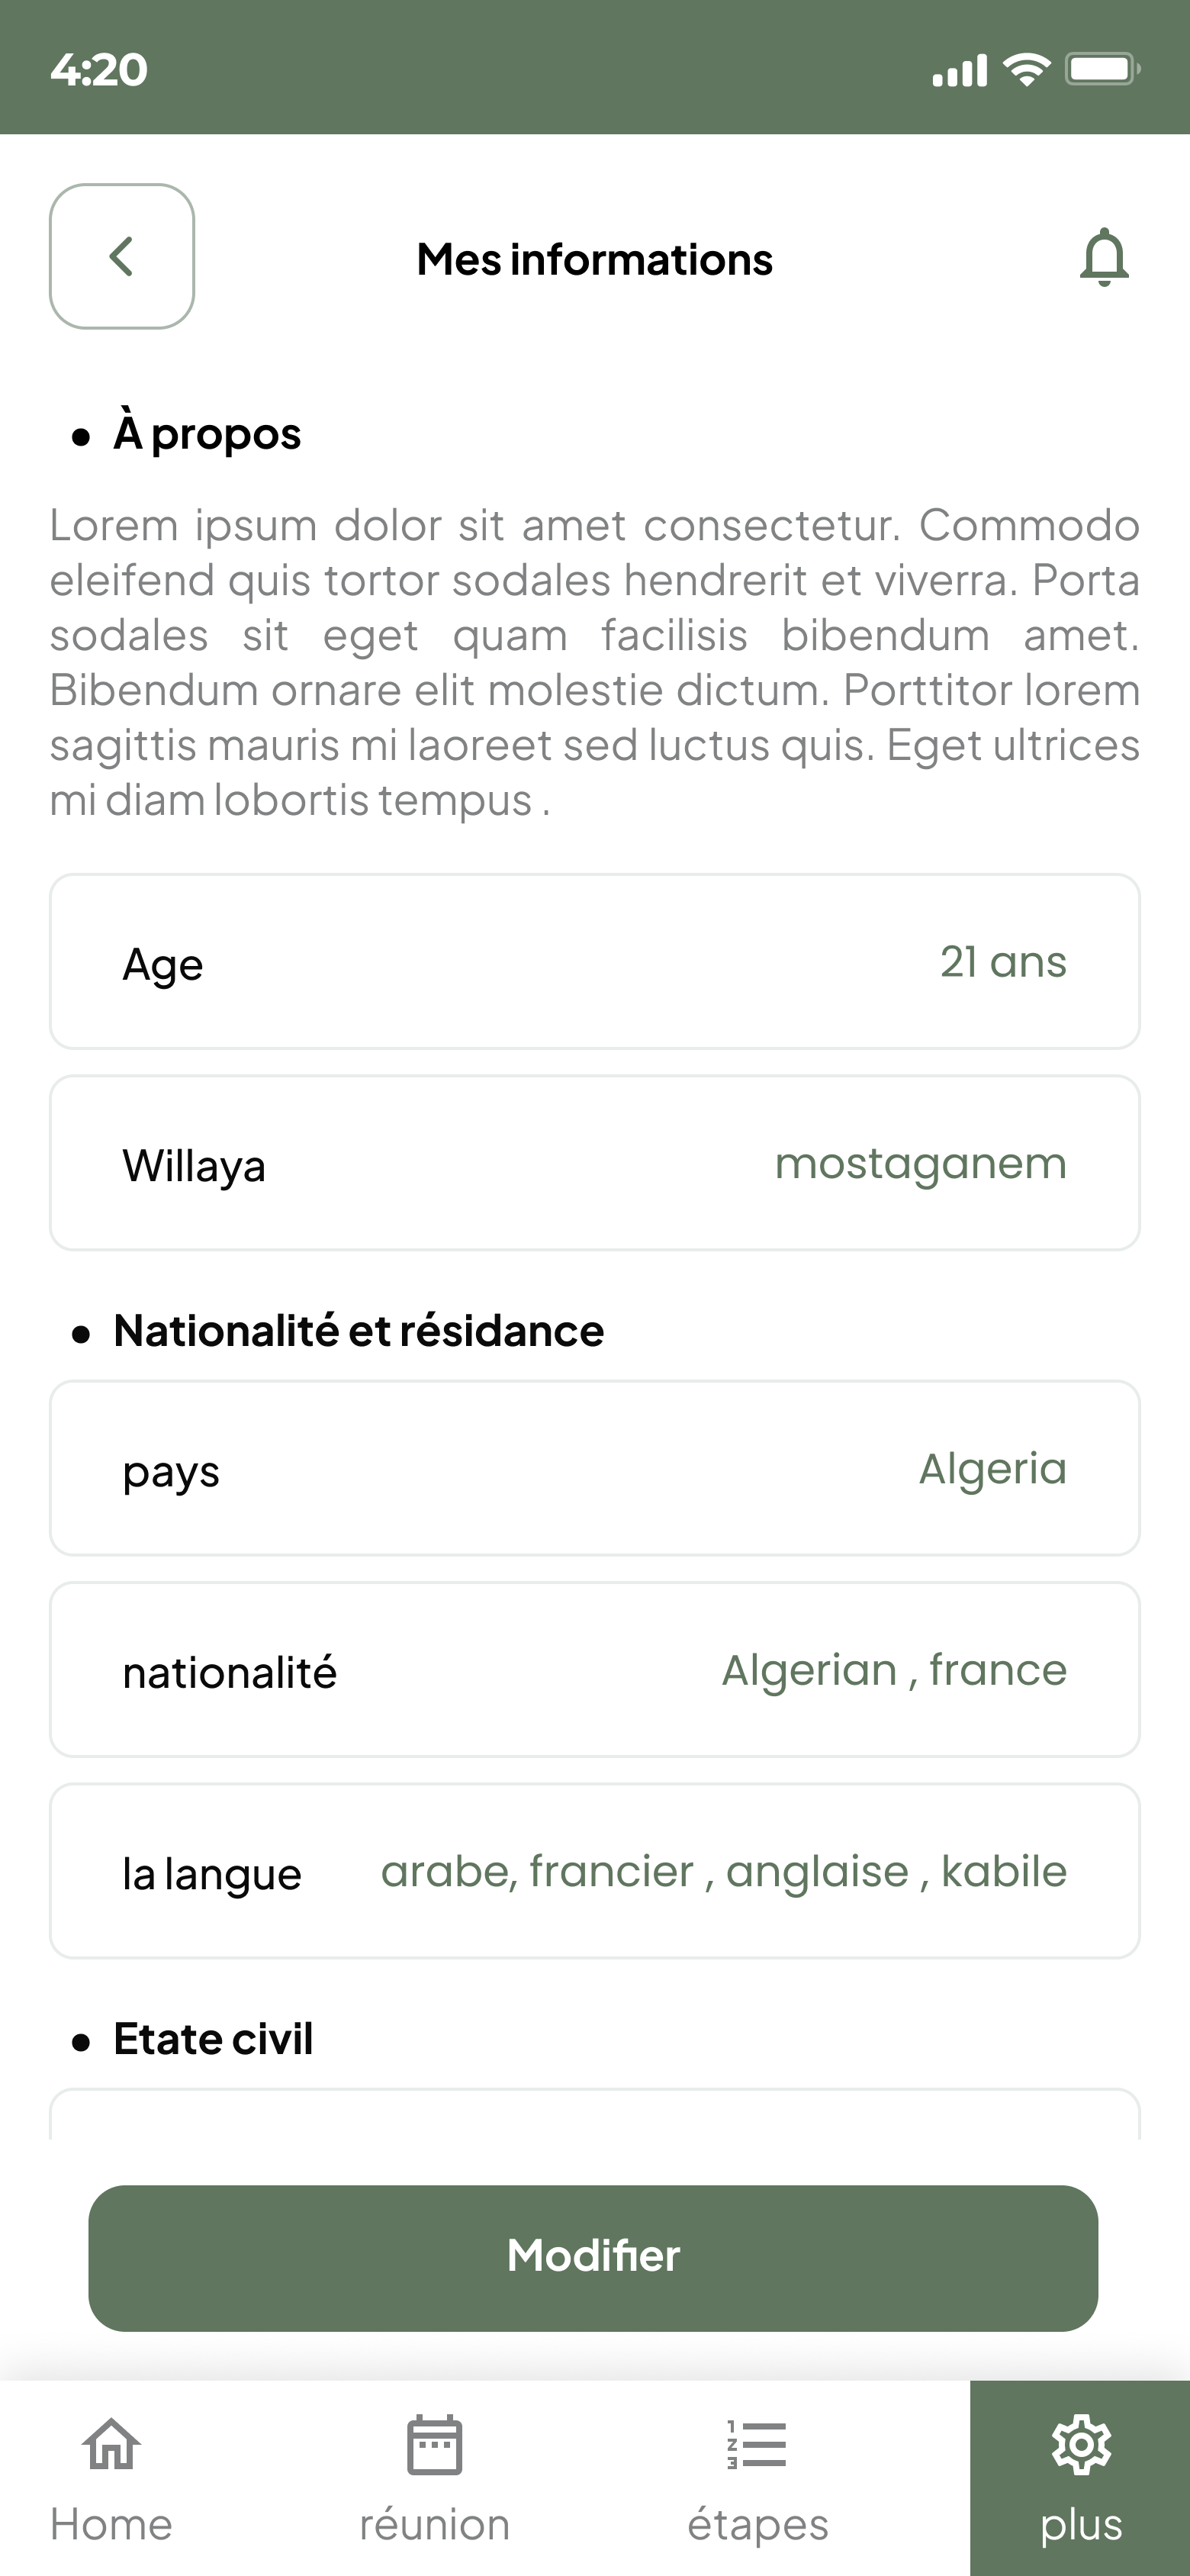 4:20
Mes informations
• À propos
Lorem ipsum dolor sit amet consectetur. Commodo
eleifend quis tortor sodales hendrerit et viverra. Porta
sodales sit eget quam facilisis bibendum amet.
Bibendum ornare elit molestie dictum. Porttitor lorem
sagittis mauris mi laoreet sed luctus quis. Eget ultrices
mi diam lobortis tempus .
Age 21 ans
Willaya mostaganem
• Nationalité et résidance
pays Algeria
nationalité Algerian , france
la langue arabe, francier , anglaise , kabile
• Etate civil
Modifier
Home réunion étapes plus